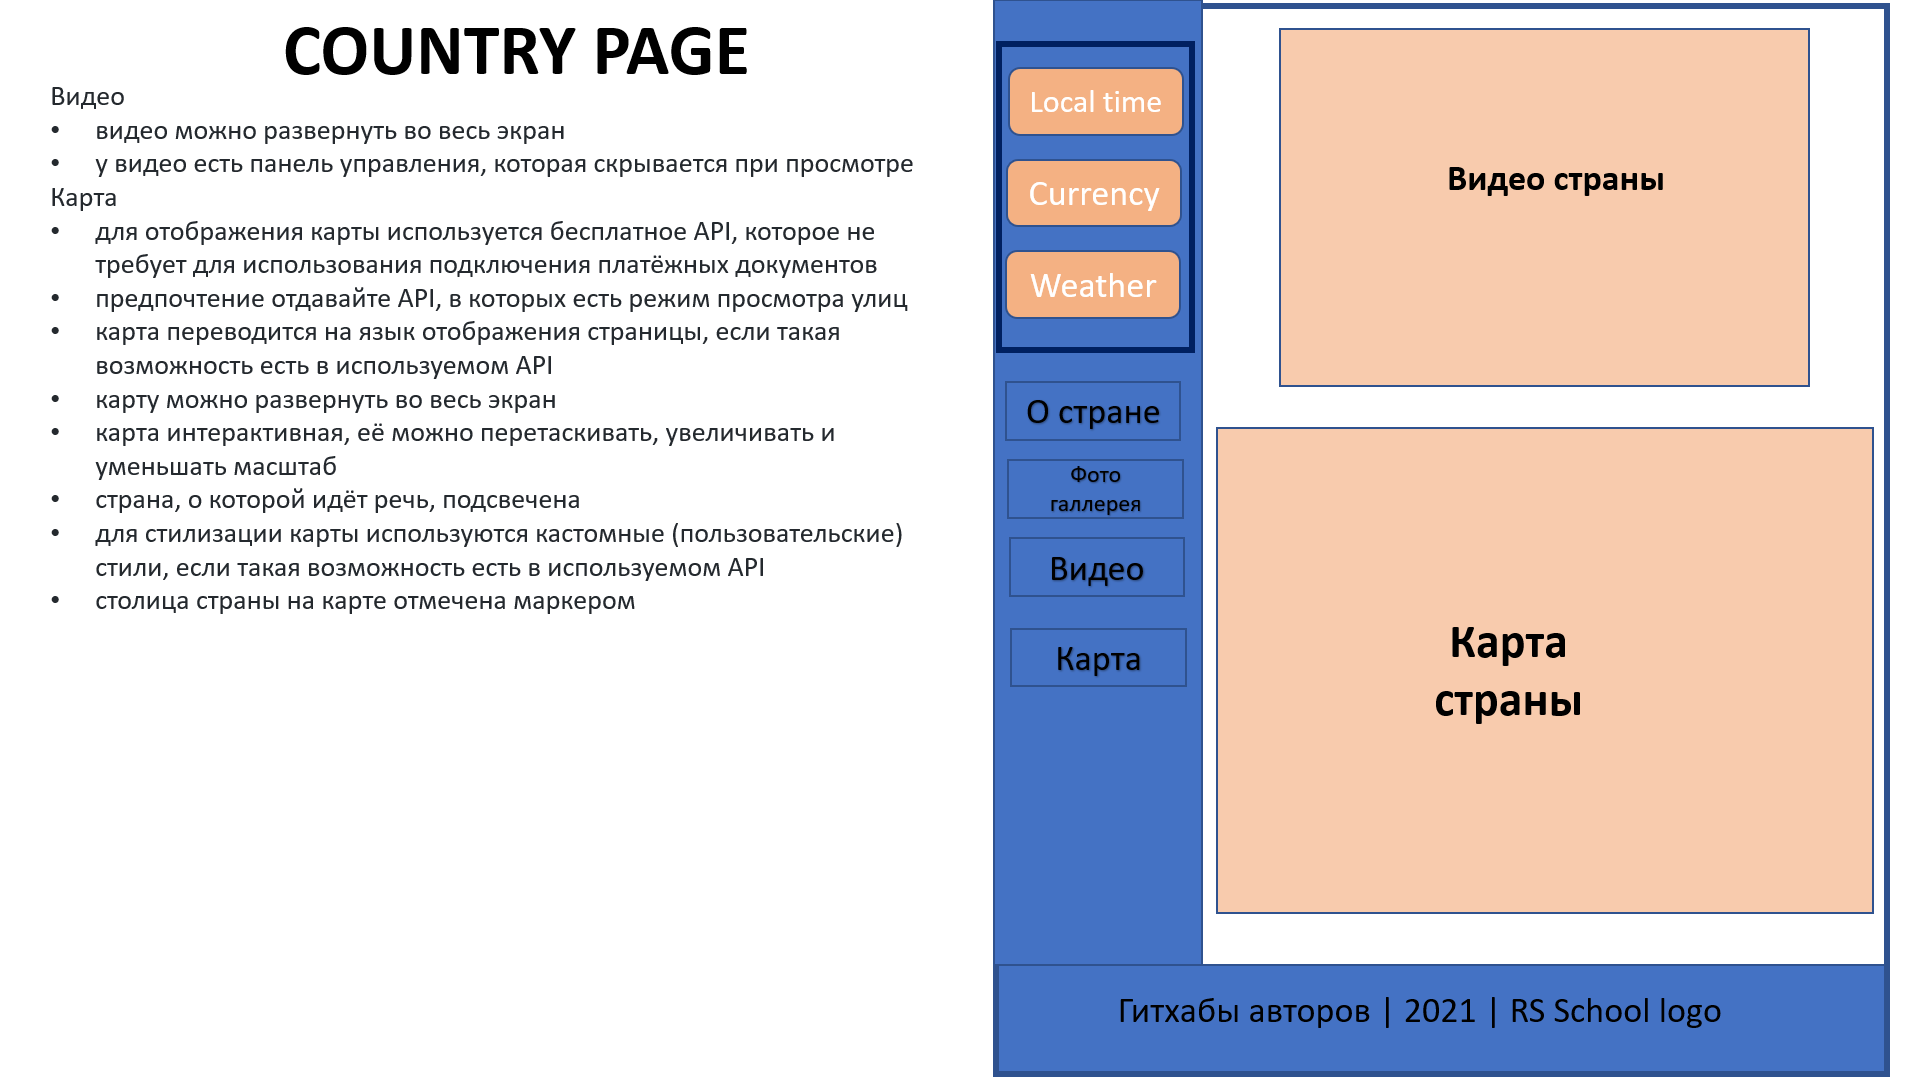 COUNTRY PAGE
Видео
• видео можно развернуть во весь экран
• у видео есть панель управления, которая скрывается при просмотре
Карта
• для отображения карты используется бесплатное API, которое не
требует для использования подключения платёжных документов
• предпочтение отдавайте API, в которых есть режим просмотра улиц
• карта переводится на язык отображения страницы, если такая
возможность есть в используемом API
• карту можно развернуть во весь экран
• карта интерактивная, её можно перетаскивать, увеличивать и
уменьшать масштаб
• страна, о которой идёт речь, подсвечена
• для стилизации карты используются кастомные (пользовательские)
стили, если такая возможность есть в используемом API
• столица страны на карте отмечена маркером
Local time
Currency
Weather
О стране
Фото
галлерея
Видео
Карта
Видео страны
Карта
страны
Гитхабы авторов | 2021 | RS School logo